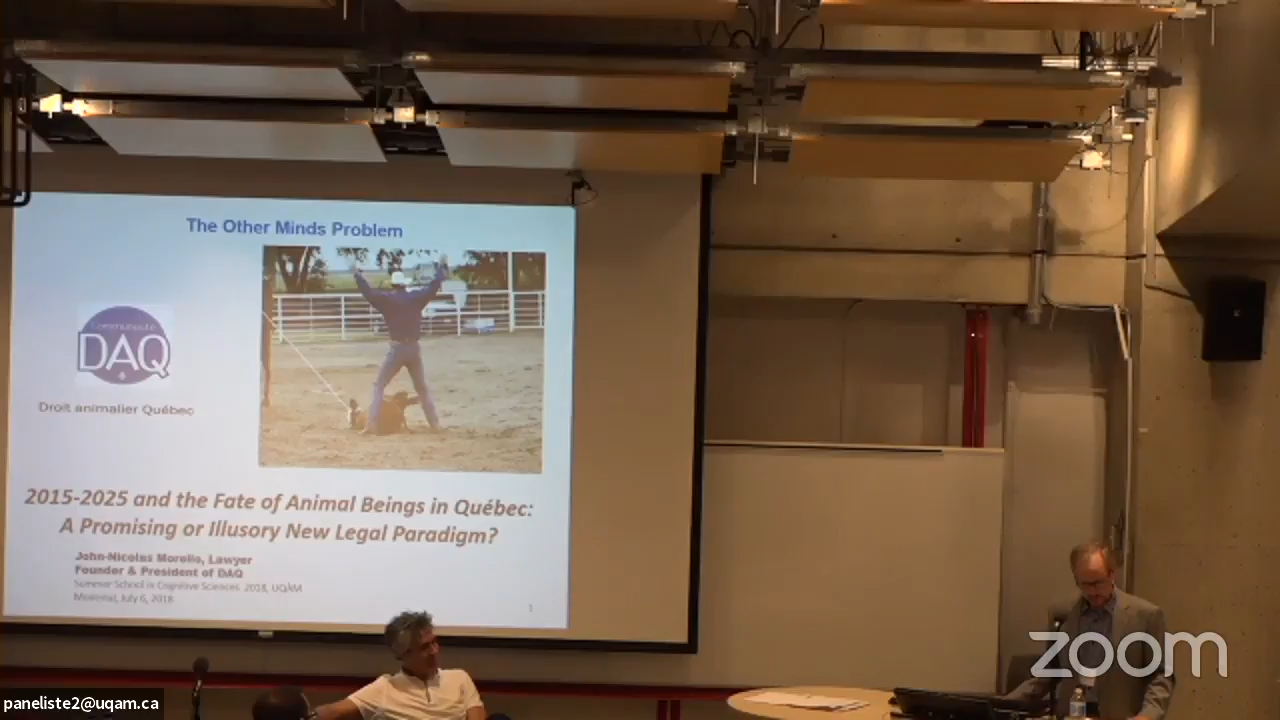 The Other Minds Problem
Communauté
DAQ
Droit animalier Québec
2015-2025 and the Fate of Animal Beings in Québec:
A Promising or Illusory New Legal Paradigm?
John-Nicolas Morello, Lawyer
Founder & President of DAQ
Summer School in Cognitive Sciences 2018, UQAM
Montreal, July 6, 2018
1
zoom
paneliste2@uqam.ca